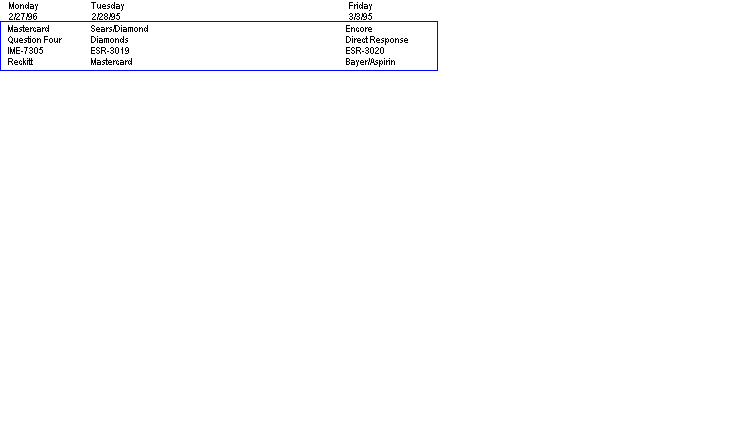 Monday Tuesday Friday
2/27/96 2/28/95 3/3/95
Mastercard Sears/Diamond Encore
Question Four Diamonds Direct Response
IME-7305 ESR-3019 ESR-3020
Reckitt Mastercard Bayer/Aspirin